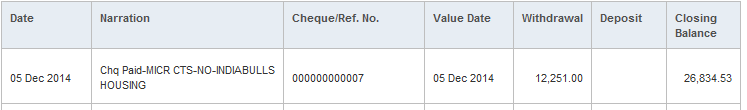 Date Narration Cheque/Ref. No. Value Date Withdrawal Deposit Closing Balance
05 Dec 2014 Chq Paid-MICR CTS-NO-INDIABULLS HOUSING 000000000007 05 Dec 2014 12,251.00 26,834.53